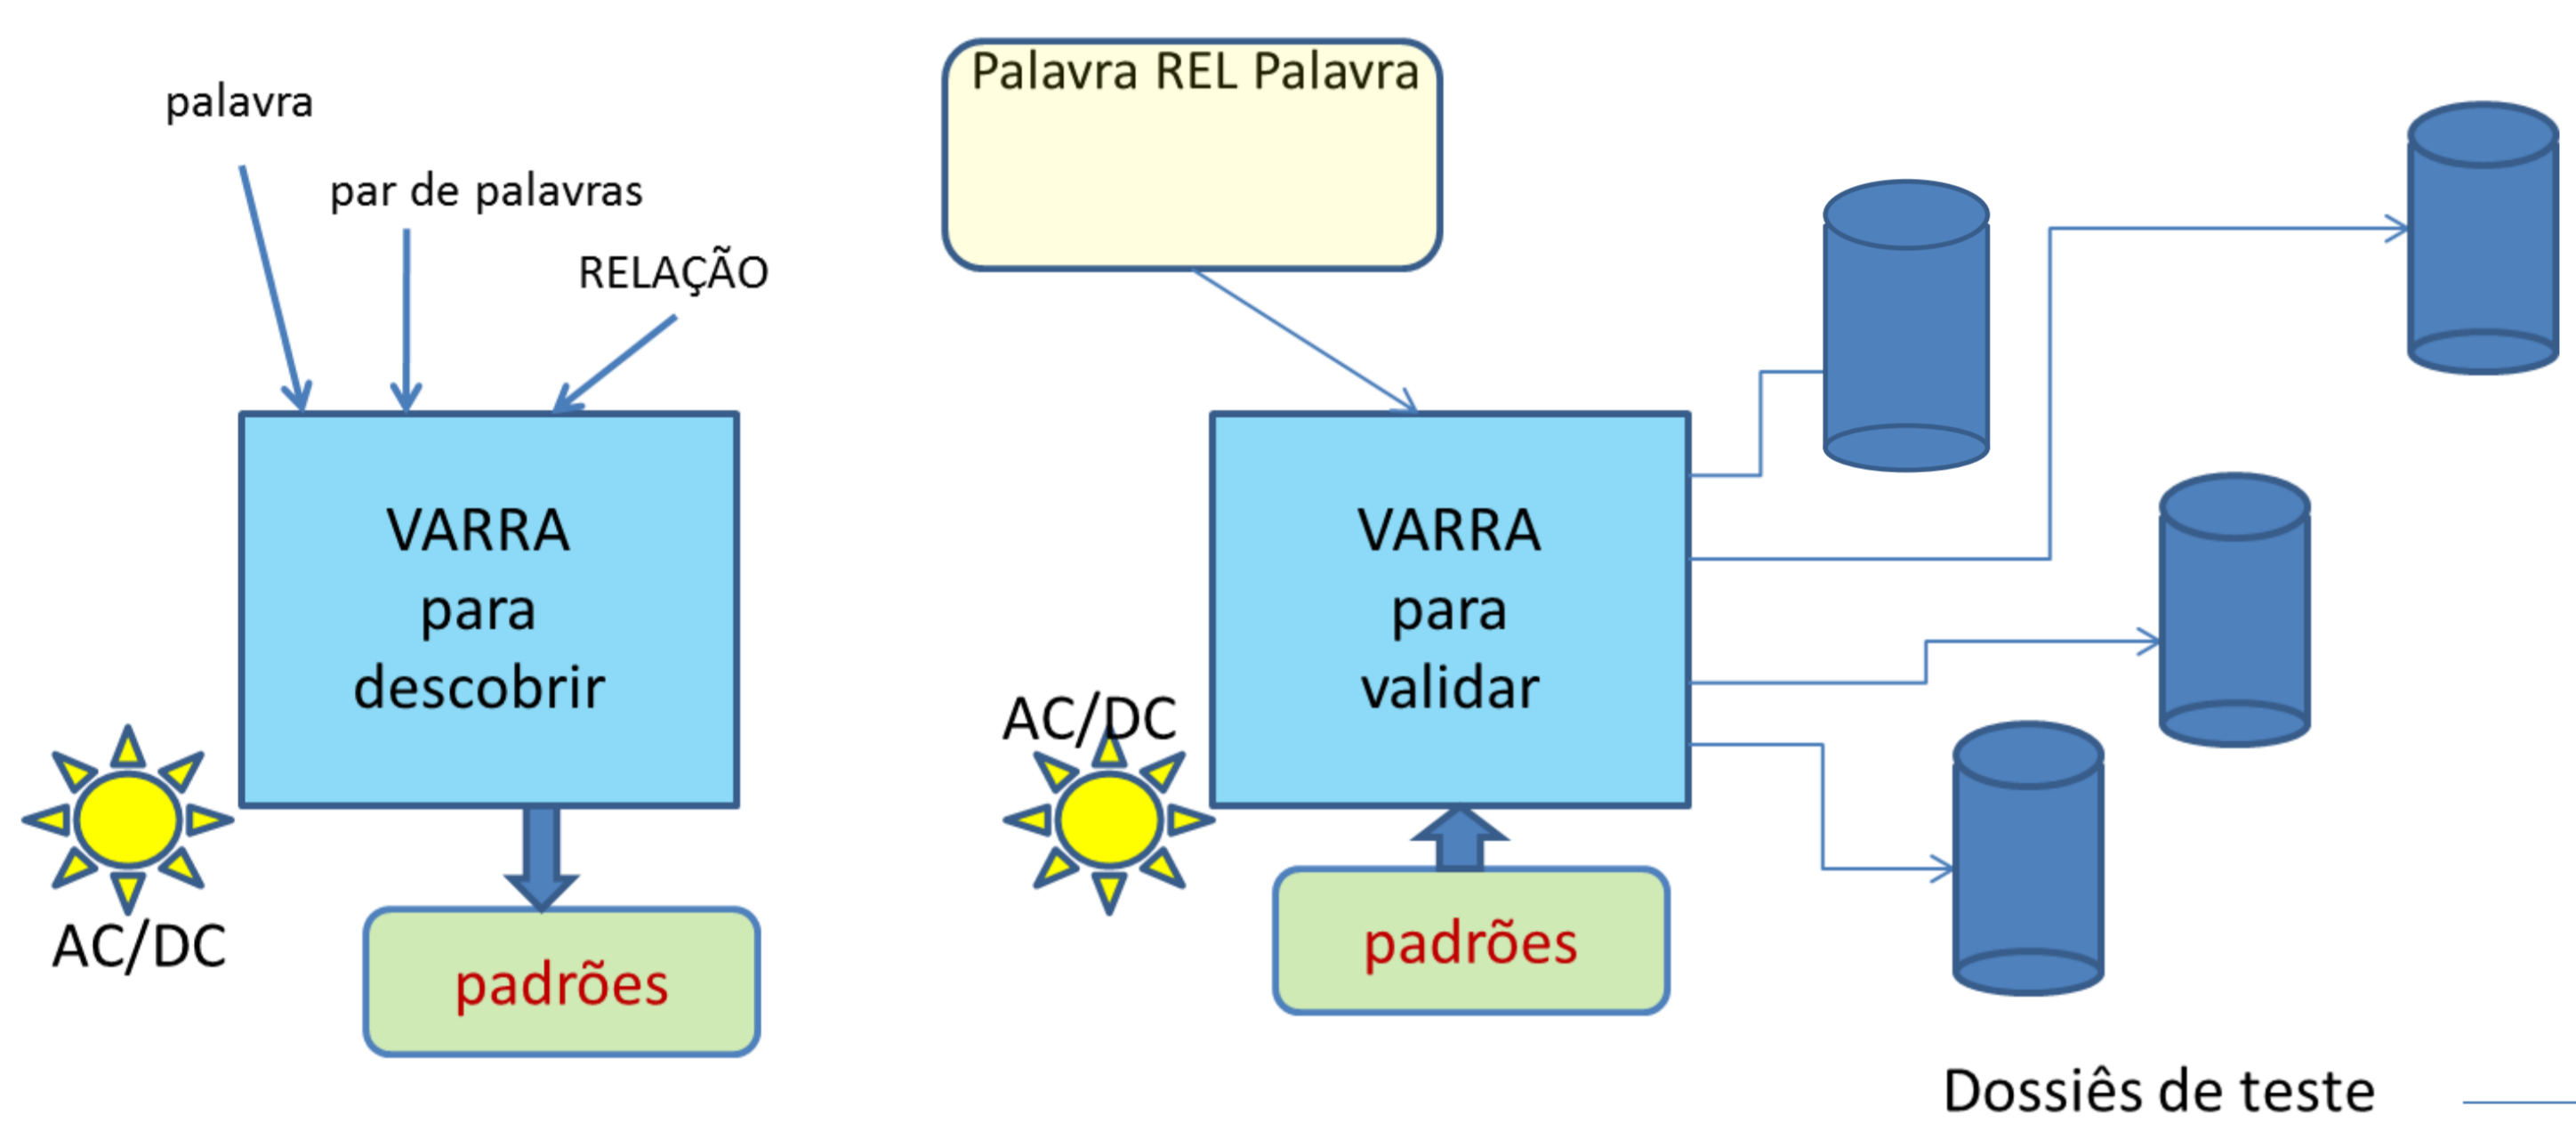 palavra
par de palavras
RELAÇÃO
VARRA
para
descobrir
AC/DC
padrões
Palavra REL Palavra
VARRA
para
validar
AC/DC
padrões
Dossiês de teste